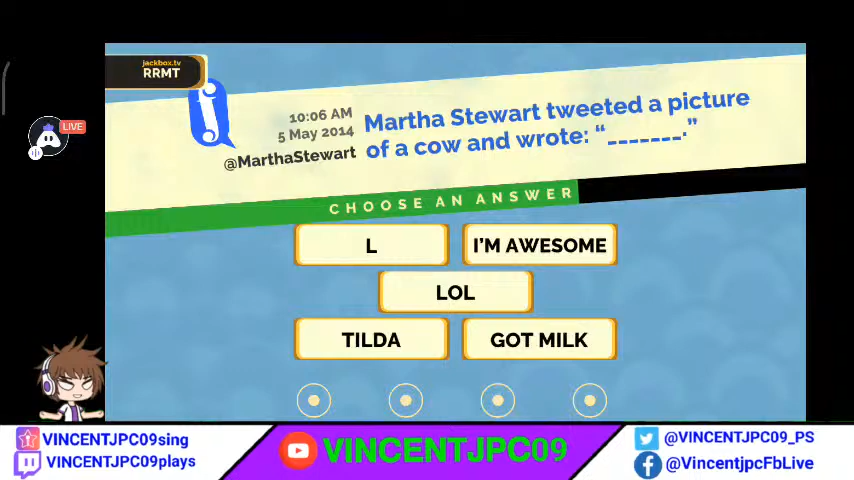 jackbox.tv
RRMT
10:06 AM
5 May 2014
@MarthaStewart
Martha Stewart tweeted a picture
of a cow and wrote: “_______.”
CHOOSE AN ANSWER
L
I'M AWESOME
LOL
TILDA
GOT MILK
LIVE
VINCENTJPC09sing
VINCENTJPC09plays
VINCENTJPC09
@VINCENTJPC09_PS
@VincentjpcFbLive